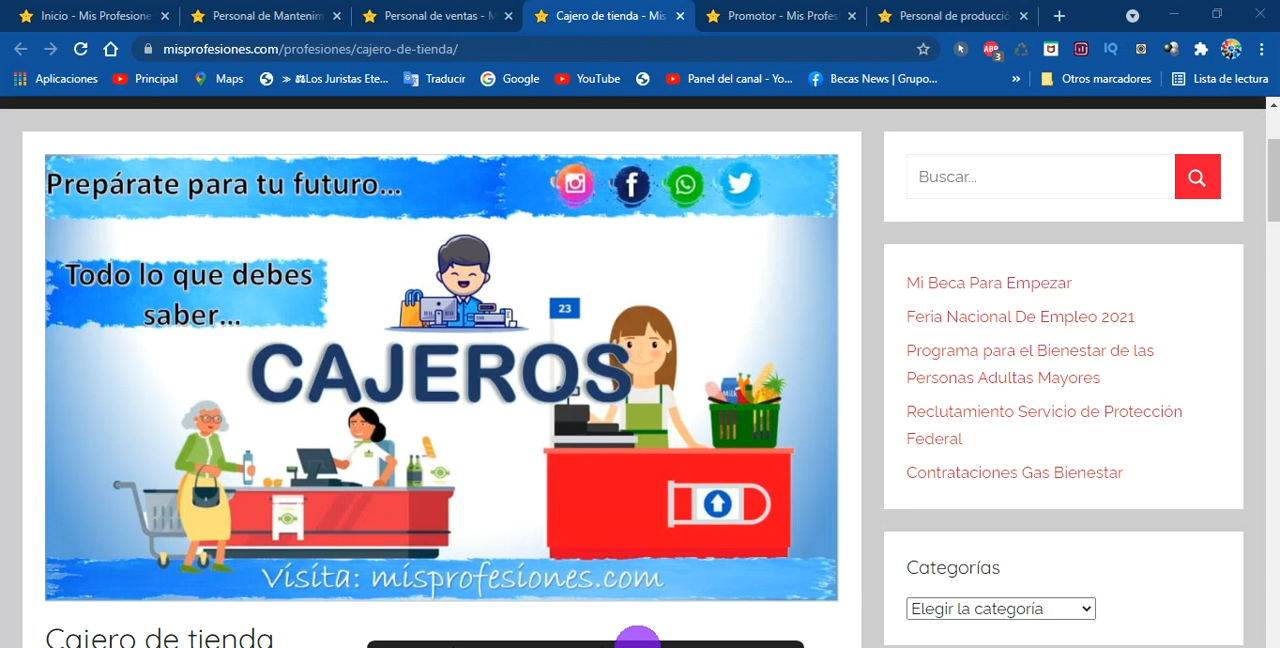 Inicio - Mis Profesione
Personal de Mantenim
Personal de ventas - M
Cajero de tienda - Mis
Promotor - Mis Profes
Personal de producció
misprofesiones.com/profesiones/cajero-de-tienda/
ABP
3
IQ
Aplicaciones
Principal
Maps
» ⚖Los Juristas Ete...
Traducir
Google
YouTube
Panel del canal - Yo...
Becas News | Grupo...
»
Otros marcadores
Lista de lectura
Prepárate para tu futuro...
Todo lo que debes
saber...
23
CAJEROS
Milk
Visita: misprofesiones.com
Cajero de tienda
Buscar...
Mi Beca Para Empezar
Feria Nacional De Empleo 2021
Programa para el Bienestar de las
Personas Adultas Mayores
Reclutamiento Servicio de Protección
Federal
Contrataciones Gas Bienestar
Categorías
Elegir la categoría